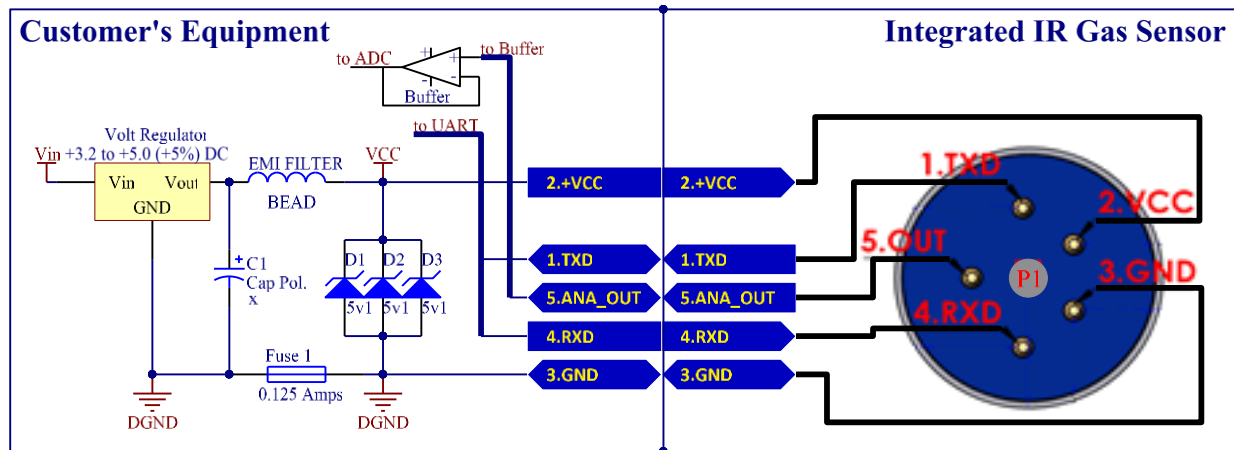 Customer's Equipment
Integrated IR Gas Sensor
to ADC
to Buffer
+
+
-
-
Buffer
to UART
Volt Regulator
Vin
+3.2 to +5.0 (+5%) DC
EMI FILTER
VCC
Vin
Vout
GND
BEAD
2.+VCC
2.+VCC
1.TXD
2.VCC
5.OUT
P1
3.GND
4.RXD
+
C1
Cap Pol.
x
D1
D2
D3
5v1
5v1
5v1
1.TXD
1.TXD
5.ANA_OUT
5.ANA_OUT
4.RXD
4.RXD
3.GND
3.GND
Fuse 1
0.125 Amps
DGND
DGND